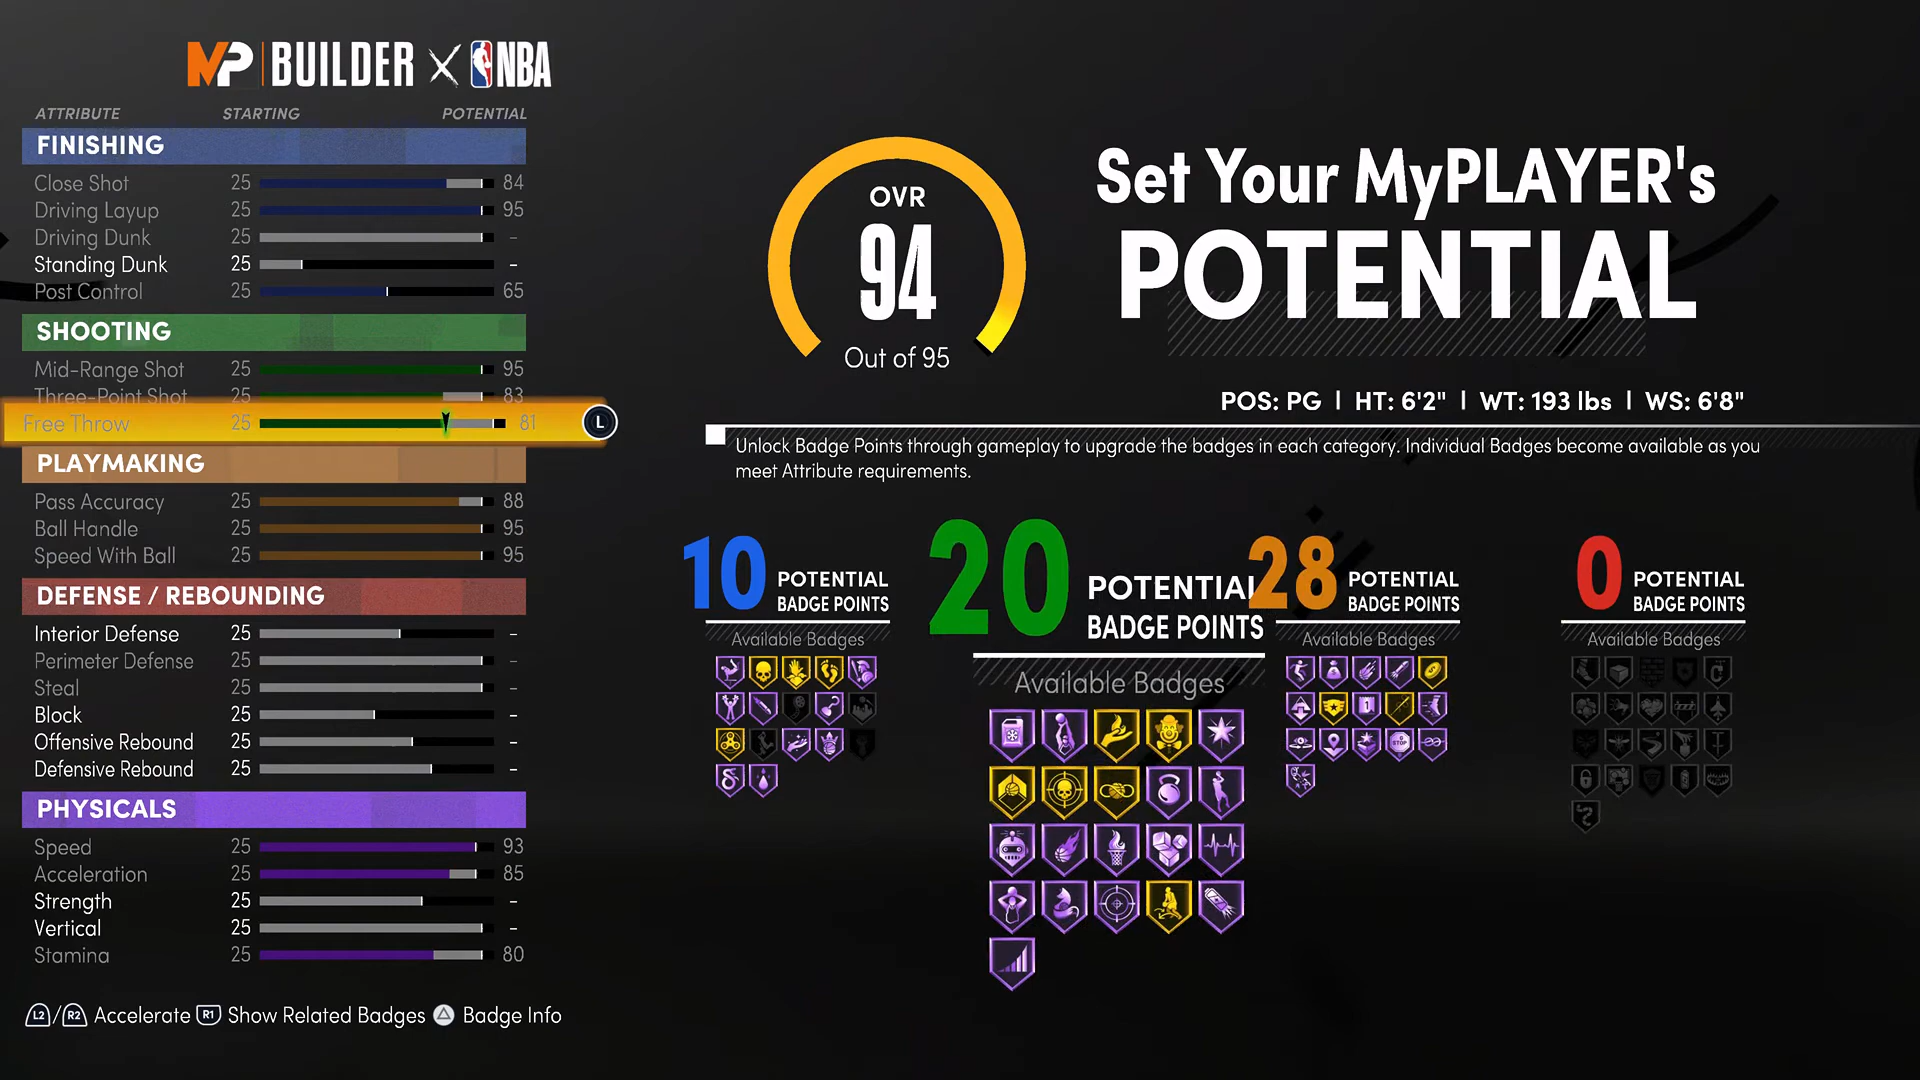 MP | BUILDER X NBA
ATTRIBUTE STARTING POTENTIAL
FINISHING
Close Shot 25 84
Driving Layup 25 95
Driving Dunk 25 -
Standing Dunk 25 -
Post Control 25 65
SHOOTING
Mid-Range Shot 25 95
Three-Point Shot 25 83
Free Throw 25 81 L
PLAYMAKING
Pass Accuracy 25 88
Ball Handle 25 95
Speed With Ball 25 95
DEFENSE / REBOUNDING
Interior Defense 25 -
Perimeter Defense 25 -
Steal 25 -
Block 25 -
Offensive Rebound 25 -
Defensive Rebound 25 -
PHYSICALS
Speed 25 93
Acceleration 25 85
Strength 25 -
Vertical 25 -
Stamina 25 80
L2/R2 Accelerate R1 Show Related Badges Badge Info
OVR
94
Out of 95
Set Your MyPLAYER's
POTENTIAL
POS: PG | HT: 6'2" | WT: 193 lbs | WS: 6'8"
Unlock Badge Points through gameplay to upgrade the badges in each category. Individual Badges become available as you
meet Attribute requirements.
10 POTENTIAL
BADGE POINTS
Available Badges
20 POTENTIAL
BADGE POINTS
Available Badges
28 POTENTIAL
BADGE POINTS
Available Badges
0 POTENTIAL
BADGE POINTS
Available Badges